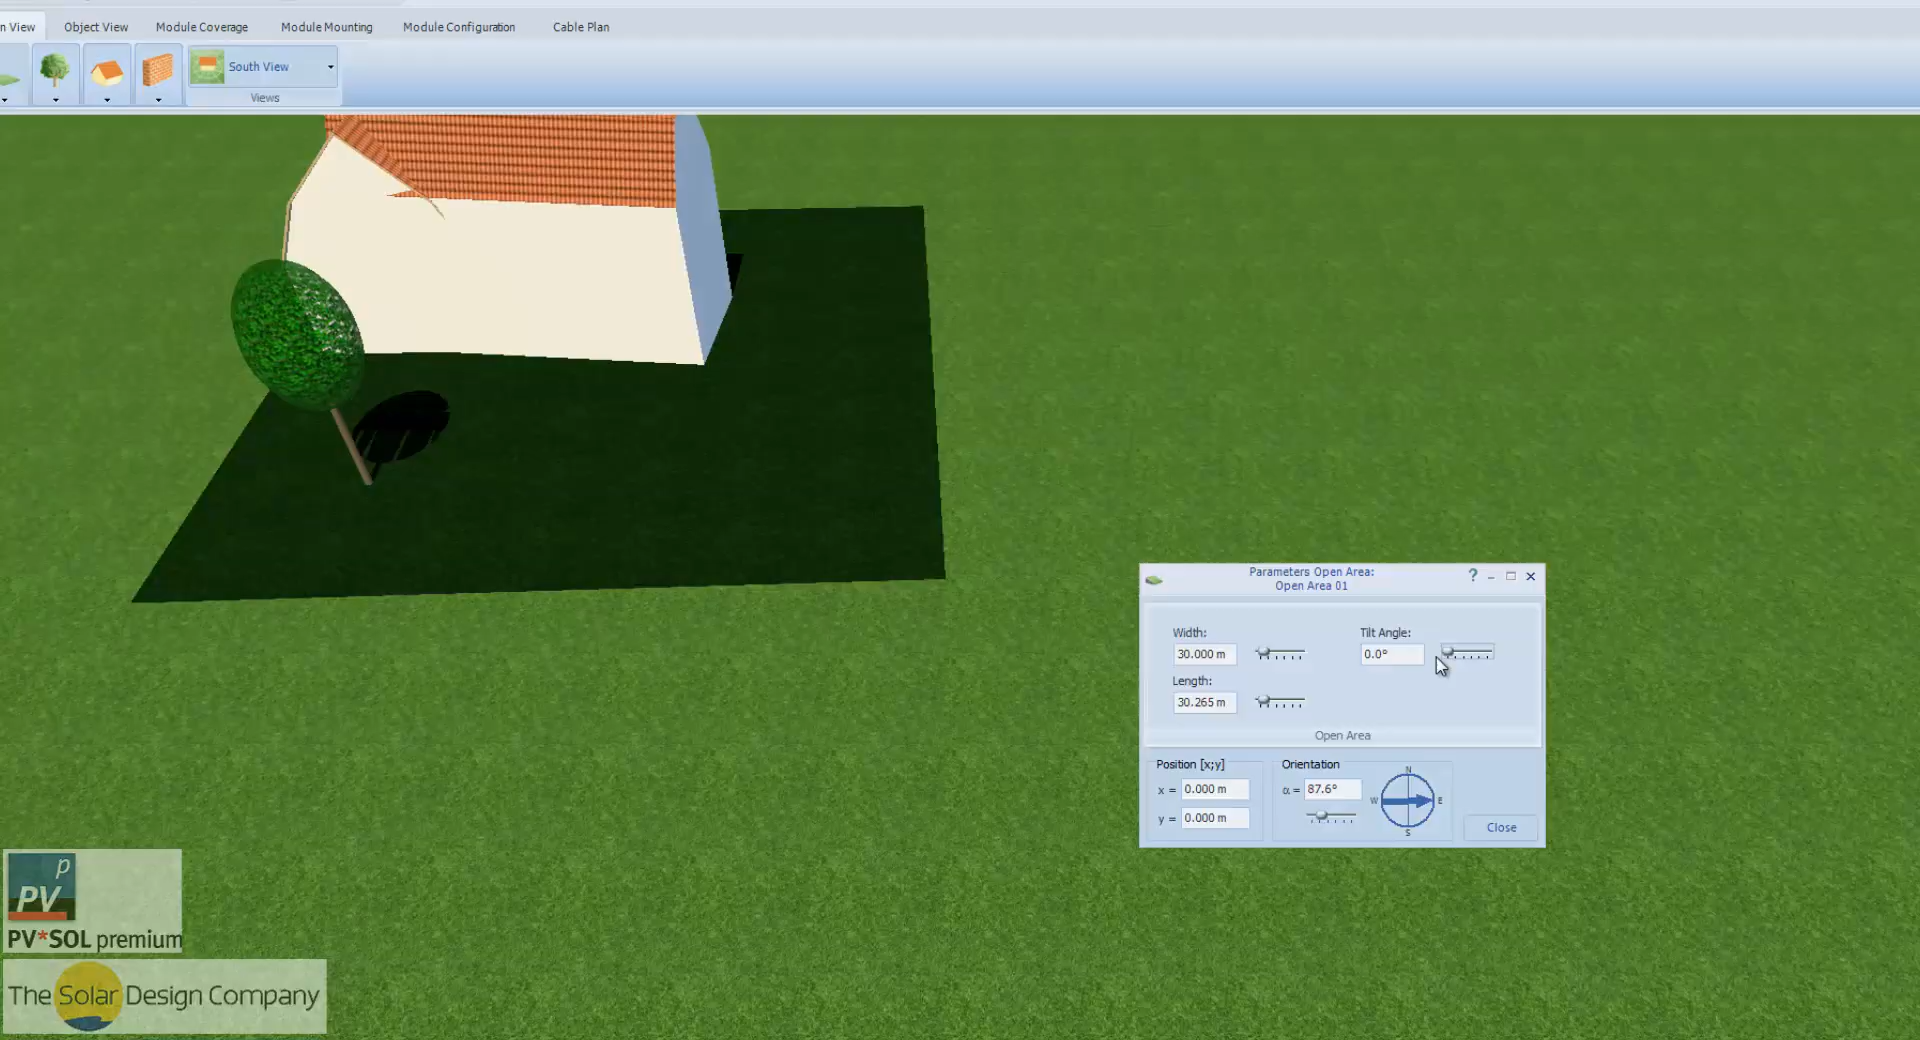 n View
Object View
Module Coverage
Module Mounting
Module Configuration
Cable Plan
South View
Views
Parameters Open Area:
Open Area 01
?
Width:
30.000 m
Tilt Angle:
0.0°
Length:
30.265 m
Open Area
Position [x;y]
x = 0.000 m
y = 0.000 m
Orientation
α = 87.6°
N
W
E
S
Close
p
PV
PV*SOL premium
The Solar Design Company